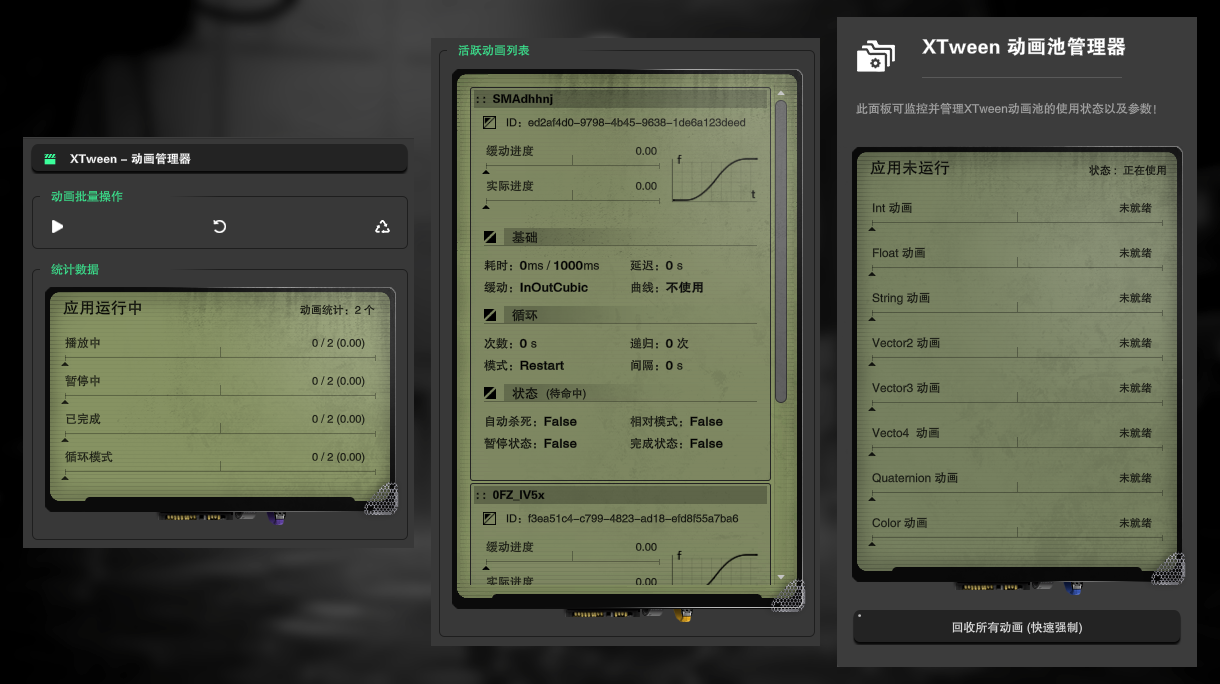 XTween – 动画管理器
动画批量操作
统计数据
应用运行中
动画统计：2 个
播放中 0 / 2 (0.00)
暂停中 0 / 2 (0.00)
已完成 0 / 2 (0.00)
循环模式 0 / 2 (0.00)
活跃动画列表
:: SMAdhhnj
ID：ed2af4d0-9798-4b45-9638-1de6a123deed
缓动进度 0.00
实际进度 0.00
f
t
基础
耗时：0ms / 1000ms 延迟：0 s
缓动：InOutCubic 曲线：不使用
循环
次数：0 s 递归：0 次
模式：Restart 间隔：0 s
状态 (待命中)
自动杀死：False 相对模式：False
暂停状态：False 完成状态：False
:: 0FZ_IV5x
ID：f3ea51c4-c799-4823-ad18-efd8f55a7ba6
缓动进度 0.00
f
实际进度 0.00
XTween 动画池管理器
此面板可监控并管理XTween动画池的使用状态以及参数!
应用未运行
状态：正在使用
Int 动画 未就绪
Float 动画 未就绪
String 动画 未就绪
Vector2 动画 未就绪
Vector3 动画 未就绪
Vecto4 动画 未就绪
Quaternion 动画 未就绪
Color 动画 未就绪
回收所有动画 (快速强制)